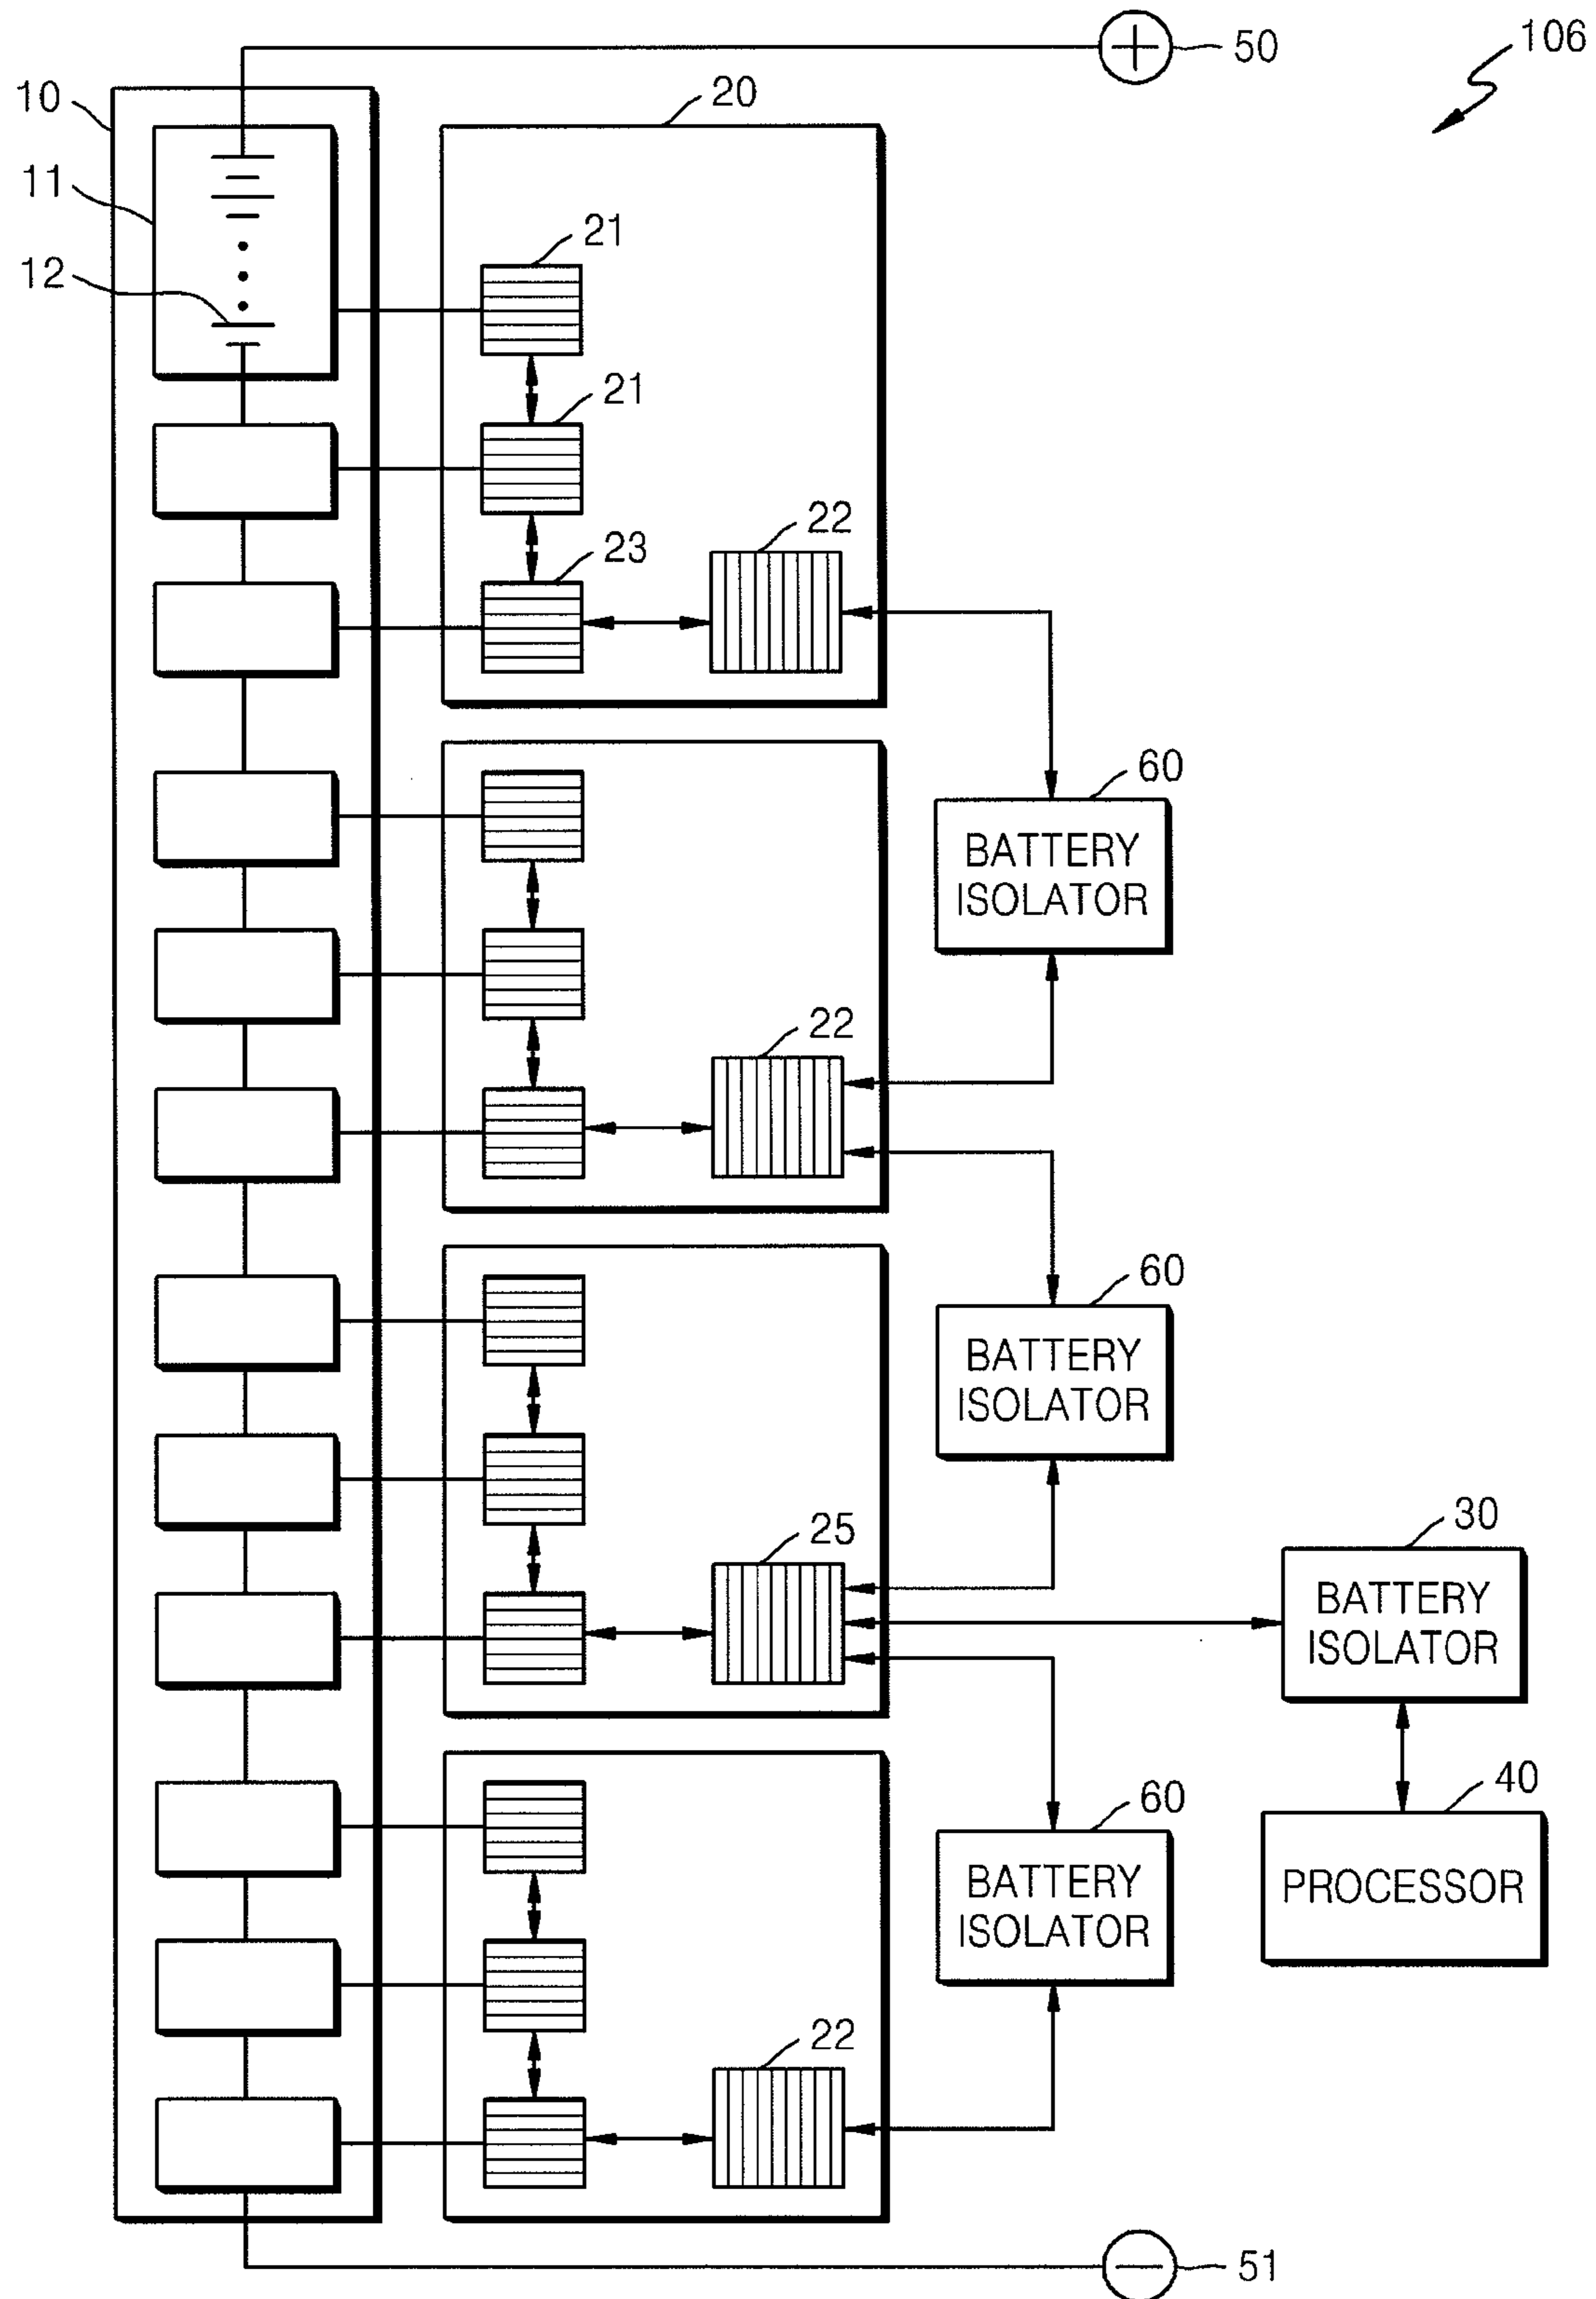 50
106
10
20
11
21
12
21
22
23
60
BATTERY
ISOLATOR
22
60
BATTERY
ISOLATOR
25
30
BATTERY
ISOLATOR
60
BATTERY
ISOLATOR
40
PROCESSOR
22
51